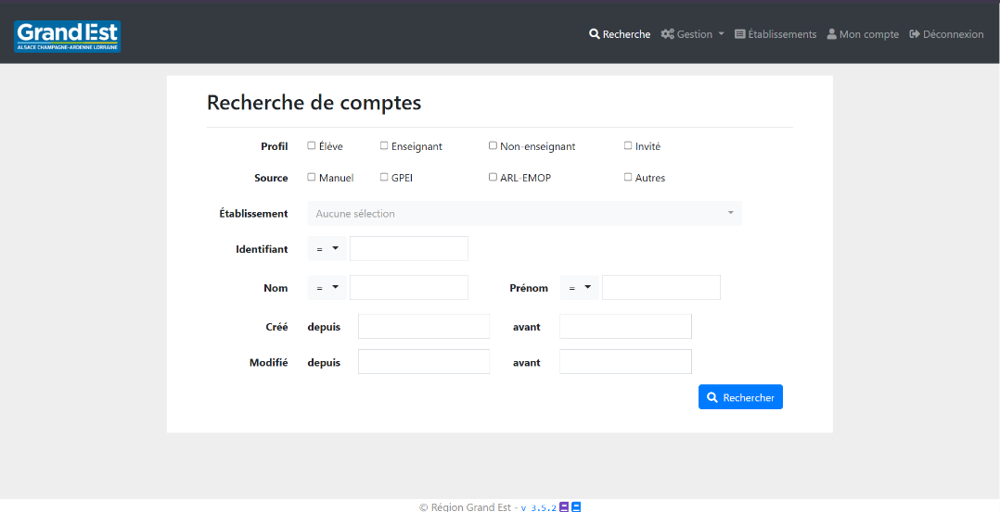 Grand Est
ALSACE CHAMPAGNE-ARDENNE LORRAINE
Recherche Gestion Établissements Mon compte Déconnexion
Recherche de comptes
Profil Élève Enseignant Non-enseignant Invité
Source Manuel GPEI ARL-EMOP Autres
Établissement Aucune sélection
Identifiant =
Nom = Prénom =
Créé depuis avant
Modifié depuis avant
Rechercher
© Région Grand Est - v 3.5.2